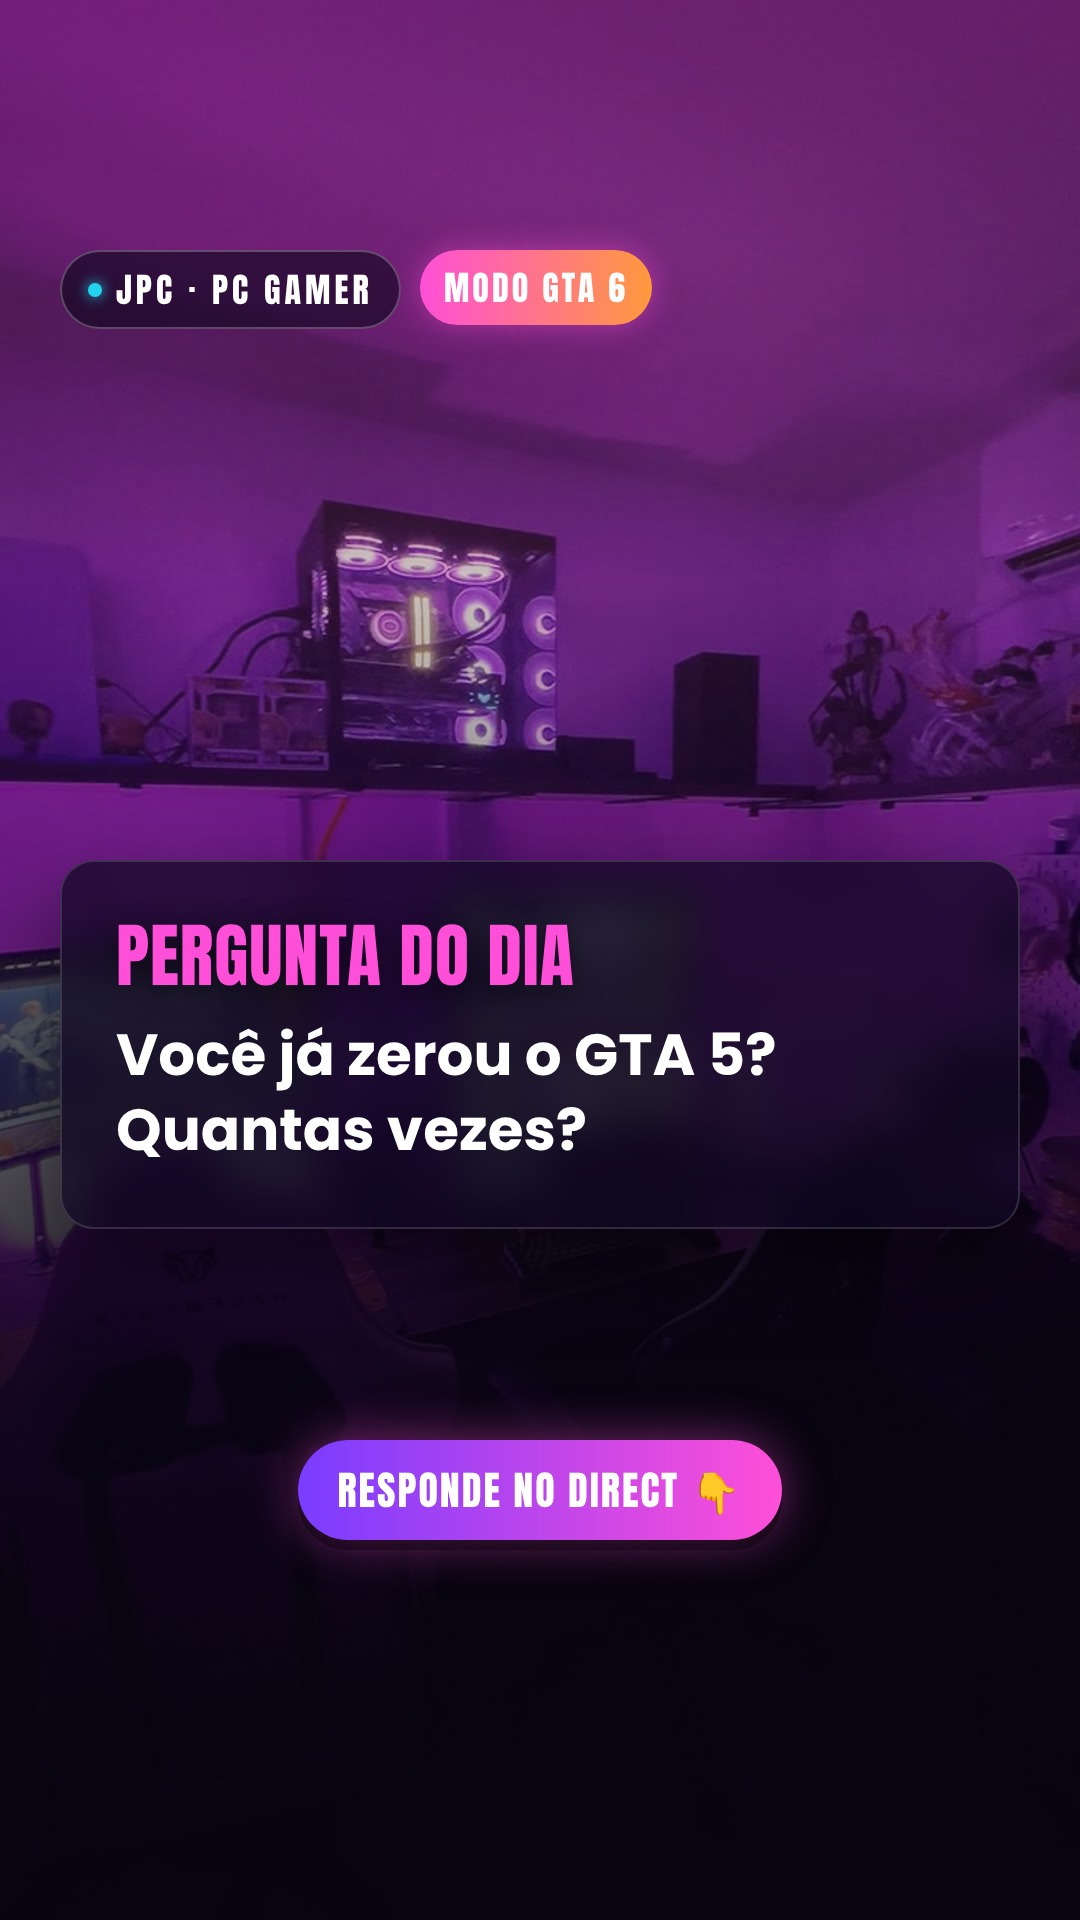 JPC · PC GAMER
MODO GTA 6
PERGUNTA DO DIA
Você já zerou o GTA 5?
Quantas vezes?
RESPONDE NO DIRECT 👇